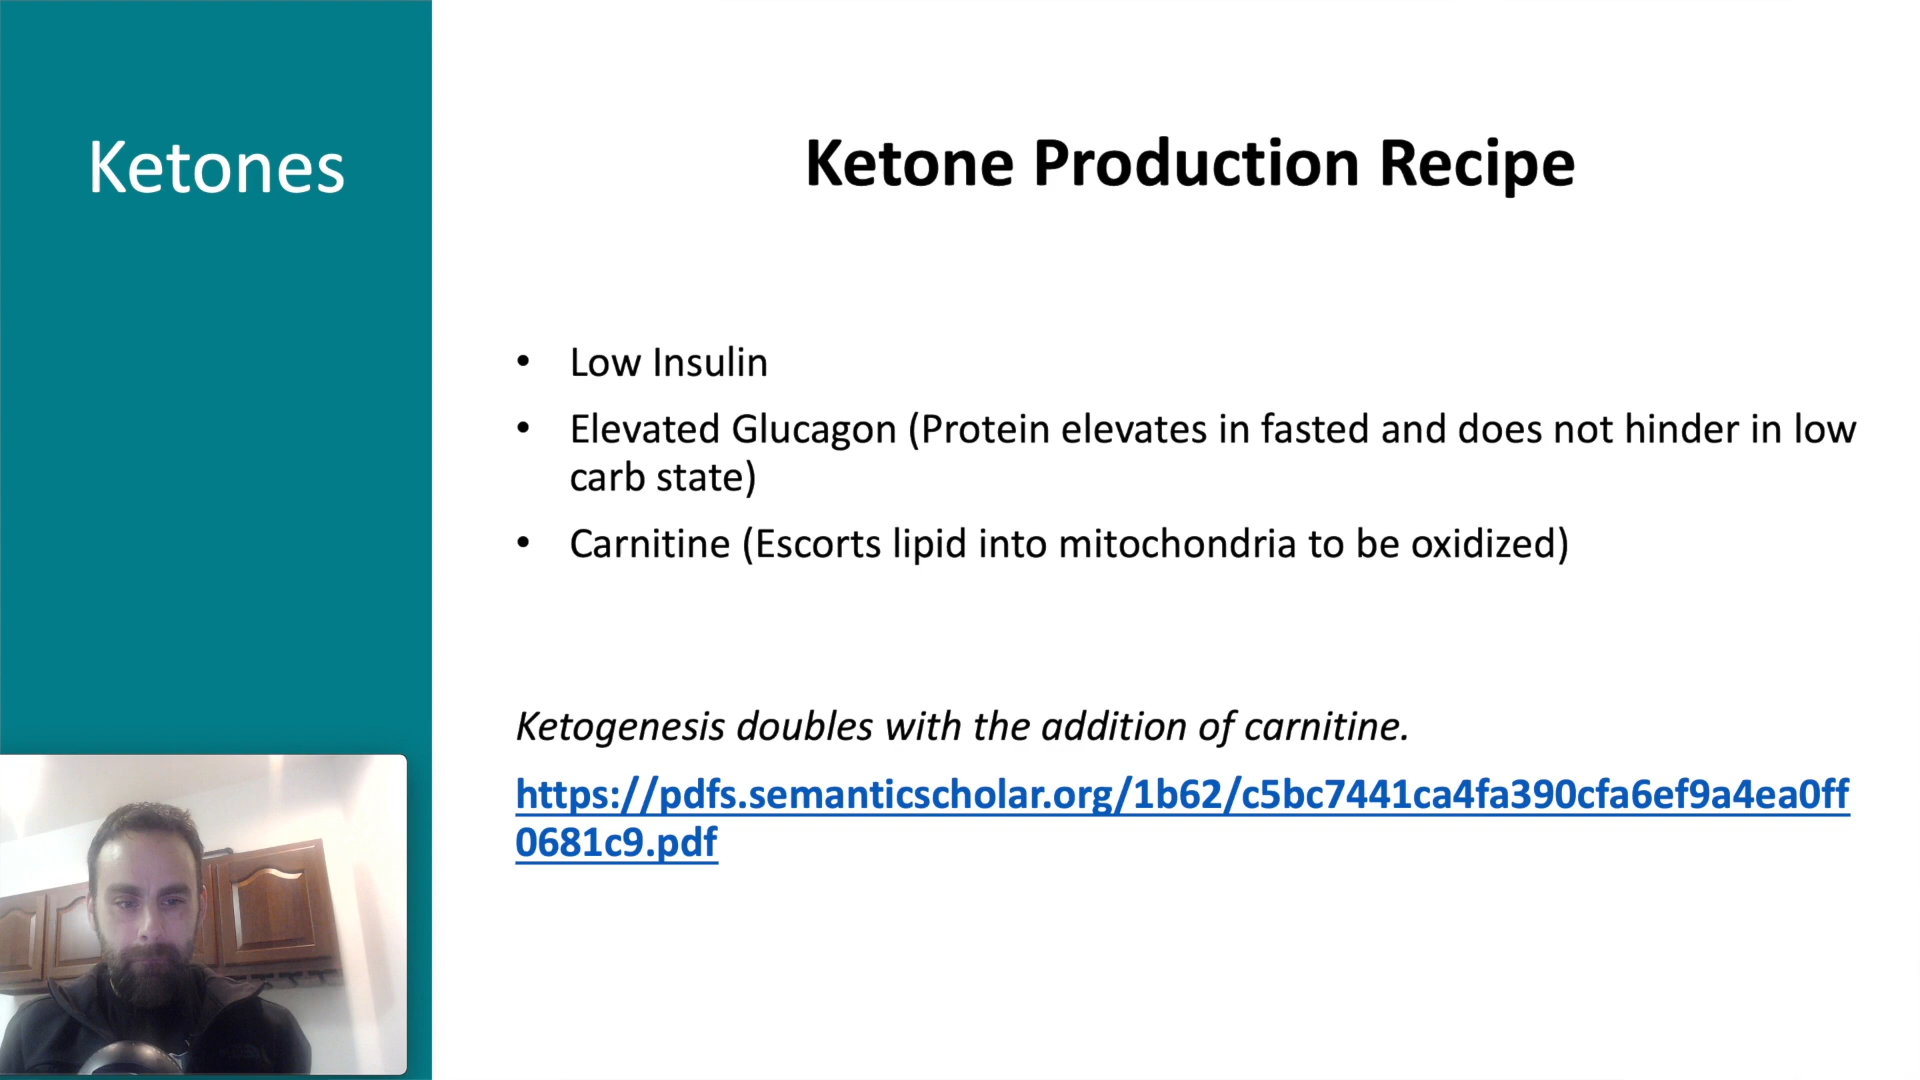 Ketones
Ketone Production Recipe
• Low Insulin
• Elevated Glucagon (Protein elevates in fasted and does not hinder in low
carb state)
• Carnitine (Escorts lipid into mitochondria to be oxidized)
Ketogenesis doubles with the addition of carnitine.
https://pdfs.semanticscholar.org/1b62/c5bc7441ca4fa390cfa6ef9a4ea0ff
0681c9.pdf